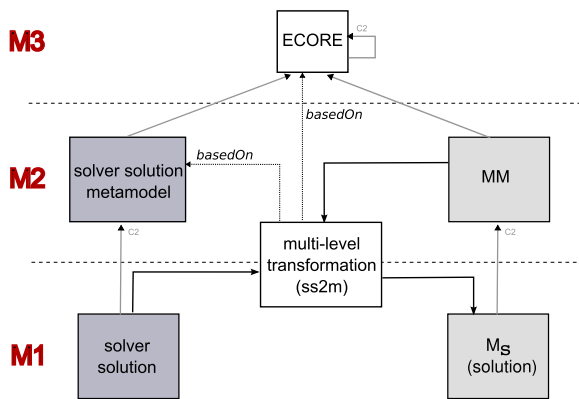 M3
ECORE
C2
basedOn
M2
solver solution
metamodel
basedOn
MM
C2
multi-level
transformation
(ss2m)
C2
M1
solver
solution
MS
(solution)